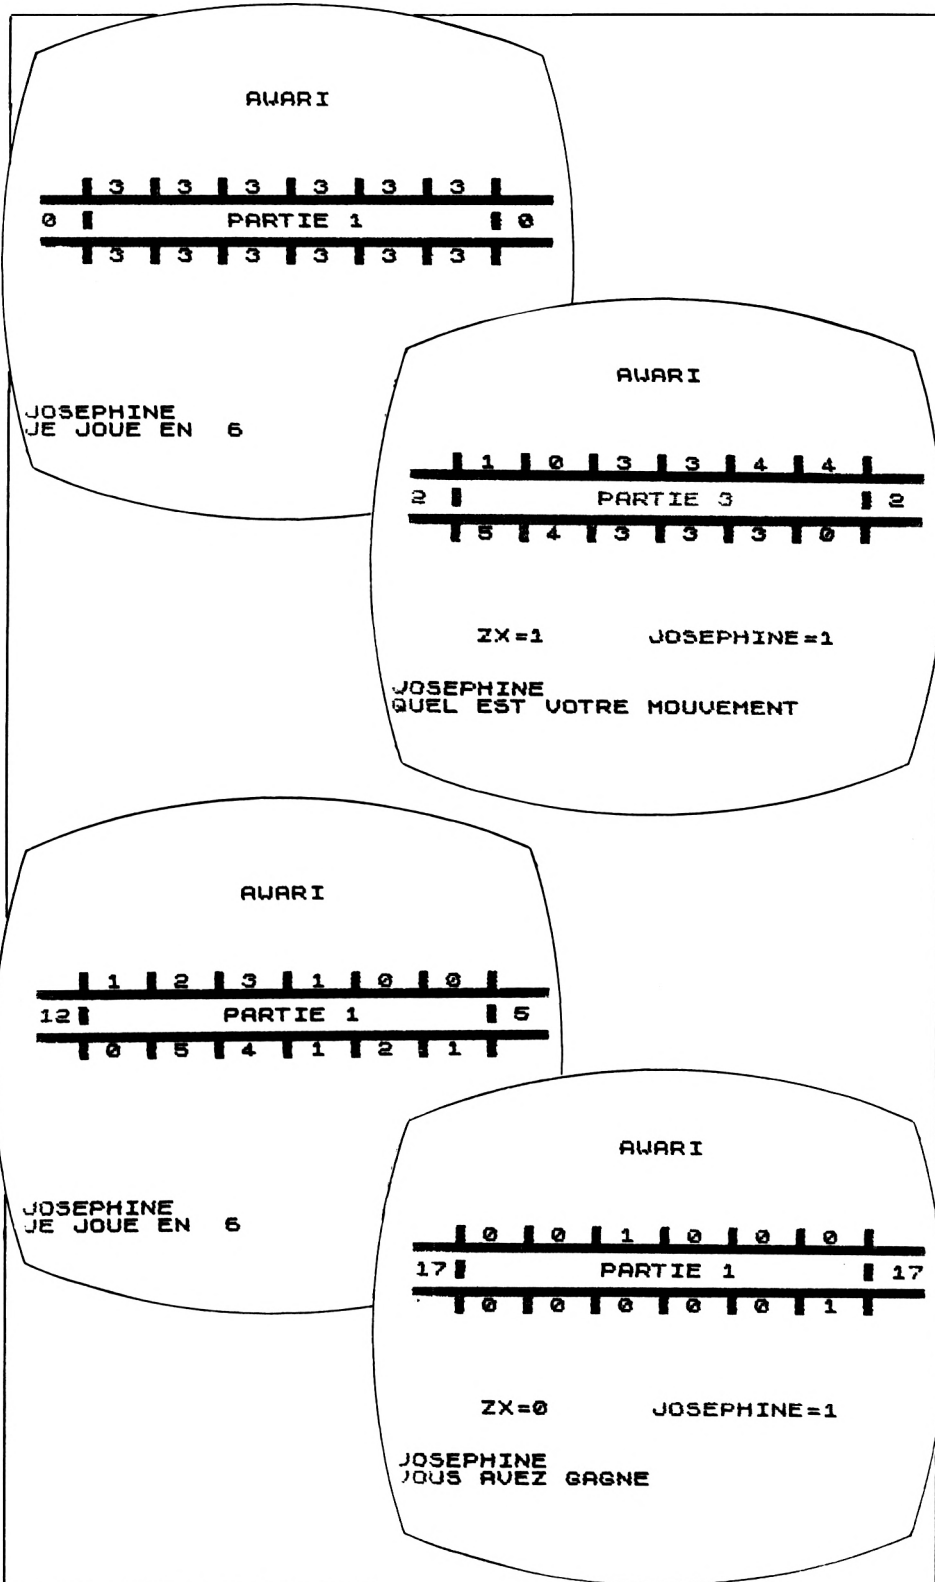 AWARI
3 3 3 3 3 3
0 PARTIE 1 0
3 3 3 3 3 3
JOSEPHINE
JE JOUE EN 6
AWARI
1 0 3 3 4 4
2 PARTIE 3 2
5 4 3 3 3 0
ZX=1 JOSEPHINE=1
JOSEPHINE
QUEL EST VOTRE MOUVEMENT
AWARI
1 2 3 1 0 0
12 PARTIE 1 5
0 5 4 1 2 1
JOSEPHINE
JE JOUE EN 6
AWARI
0 0 1 0 0 0
17 PARTIE 1 17
0 0 0 0 0 1
ZX=0 JOSEPHINE=1
JOSEPHINE
VOUS AVEZ GAGNE